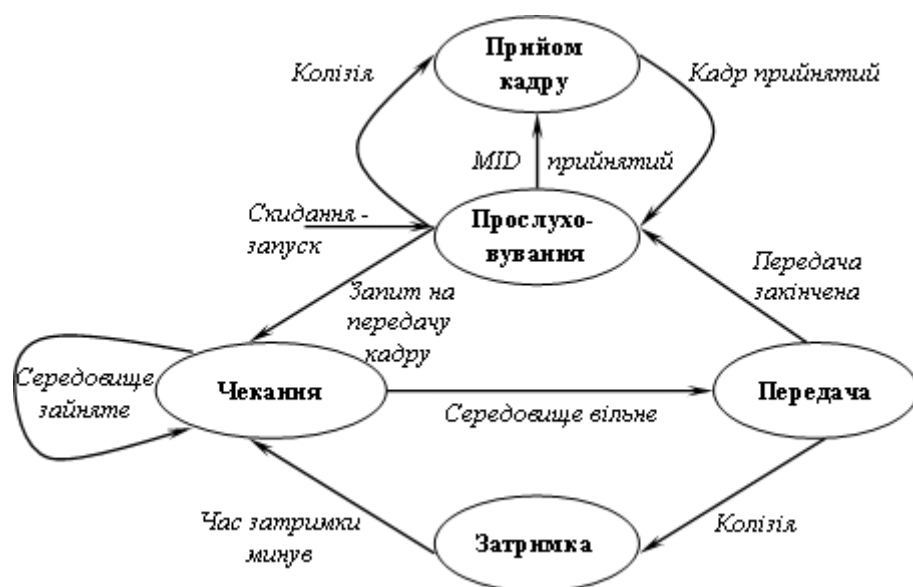 Прийом
кадру
Колізія
Кадр прийнятий
MID прийнятий
Скидання -
запуск
Прослухо-
вування
Передача
закінчена
Запит на
передачу
кадру
Середовище
зайняте
Чекання
Середовище вільне
Передача
Час затримки
минув
Затримка
Колізія